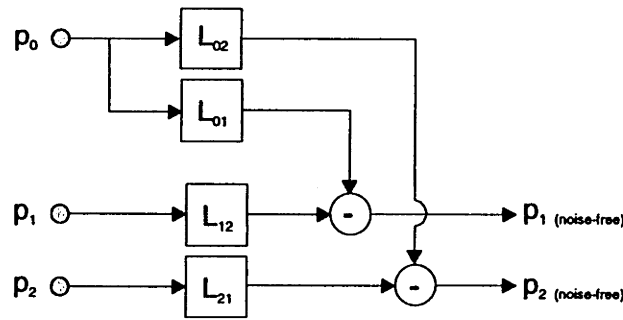 p₀
L₀₂
L₀₁
p₁
L₁₂
-
p₁ (noise-free)
p₂
L₂₁
-
p₂ (noise-free)